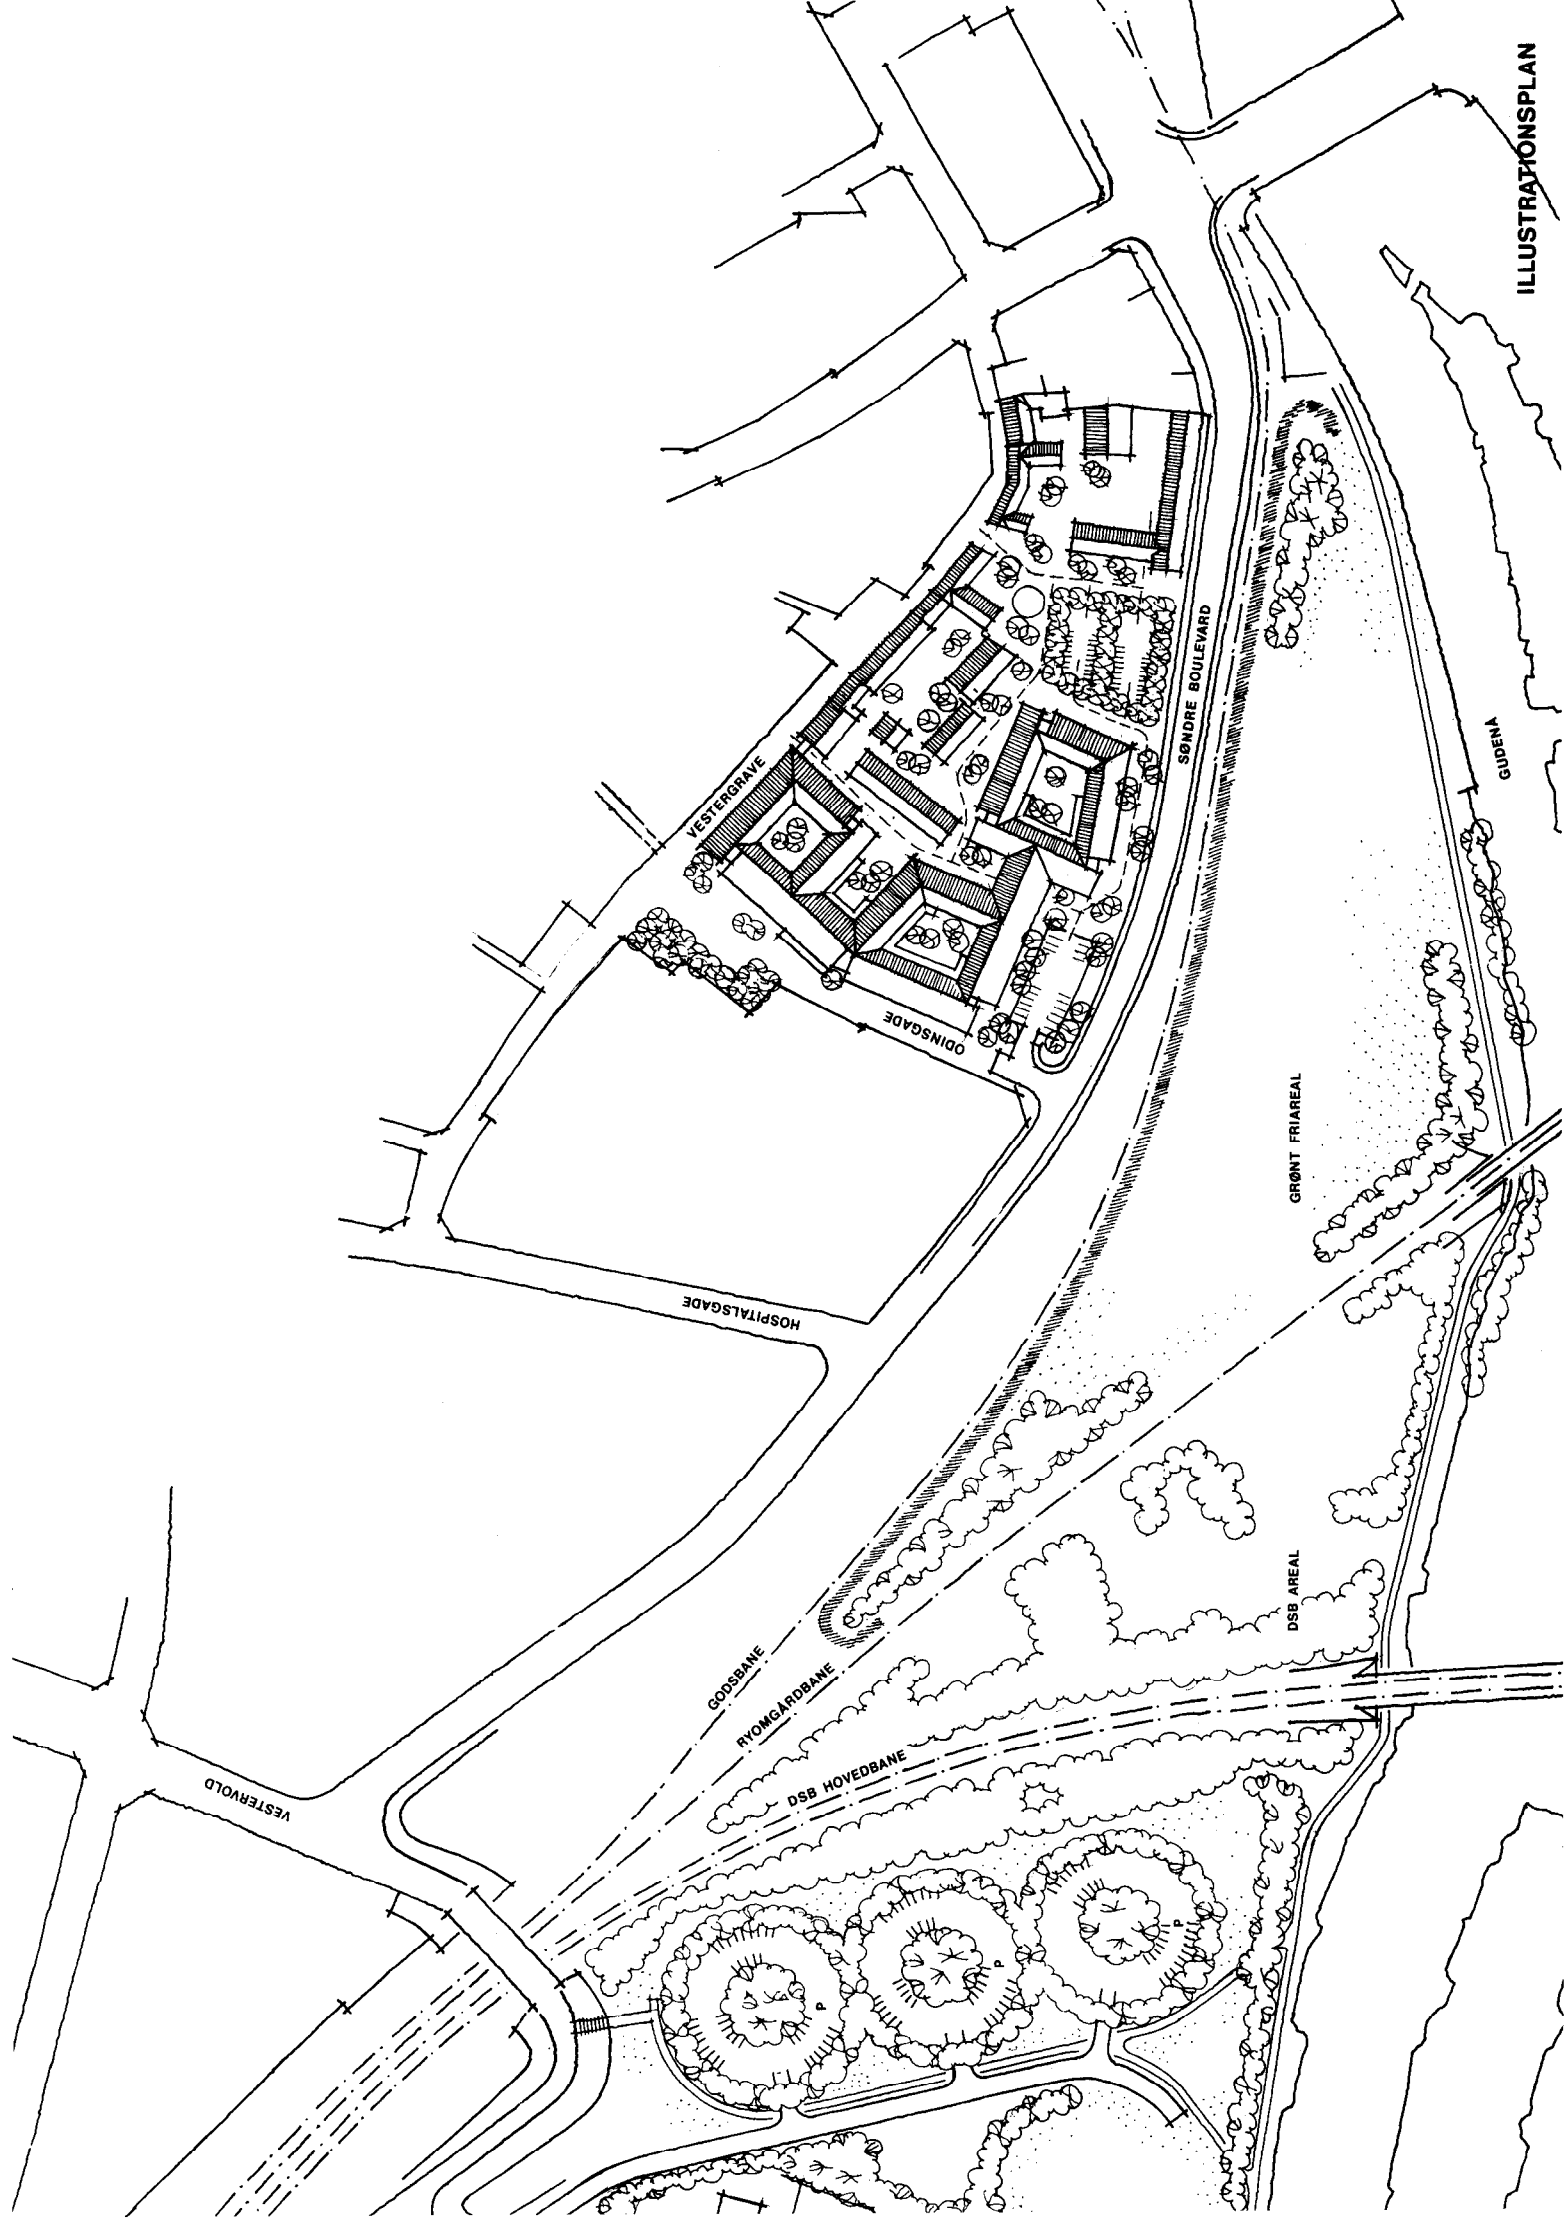 ILLUSTRATIONSPLAN
VESTERGRAVE
SØNDRE BOULEVARD
GUDENÅ
ODINSGADE
GRØNT FRIAREAL
HOSPITALSGADE
DSB AREAL
GODSBANE
RYOMGÅRDBANE
DSB HOVEDBANE
VESTERVOLD
P
P
P